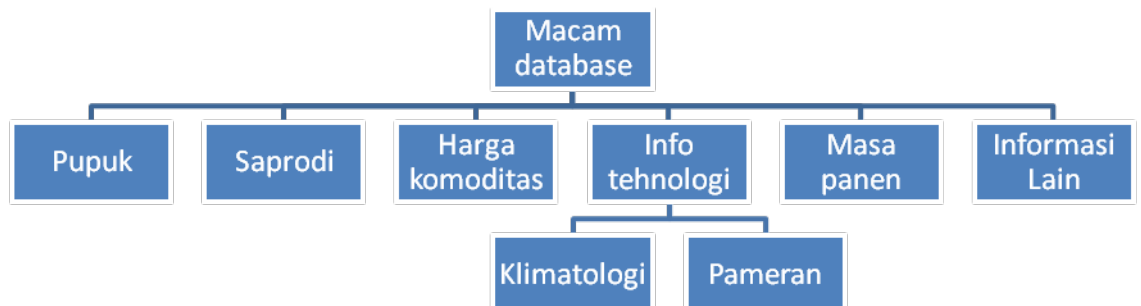 Macam
database
Pupuk
Saprodi
Harga
komoditas
Info
tehnologi
Masa
panen
Informasi
Lain
Klimatologi
Pameran